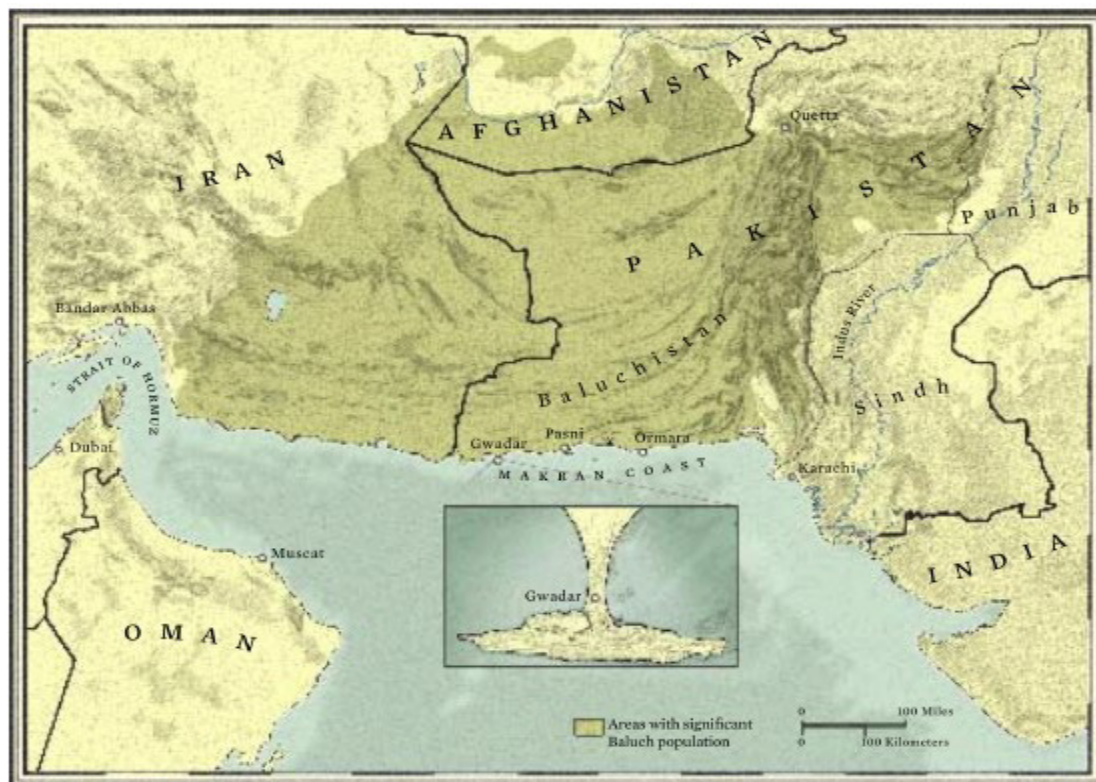 AFGHANISTAN
Quetta
IRAN
PAKISTAN
Punjab
Bandar Abbas
STRAIT OF HORMUZ
Indus River
Baluchistan
Sindh
Dubai
Gwadar
Pasni
Ormara
MAKRAN COAST
Karachi
Muscat
INDIA
Gwadar
OMAN
Areas with significant
Baluch population
0 100 Miles
0 100 Kilometers